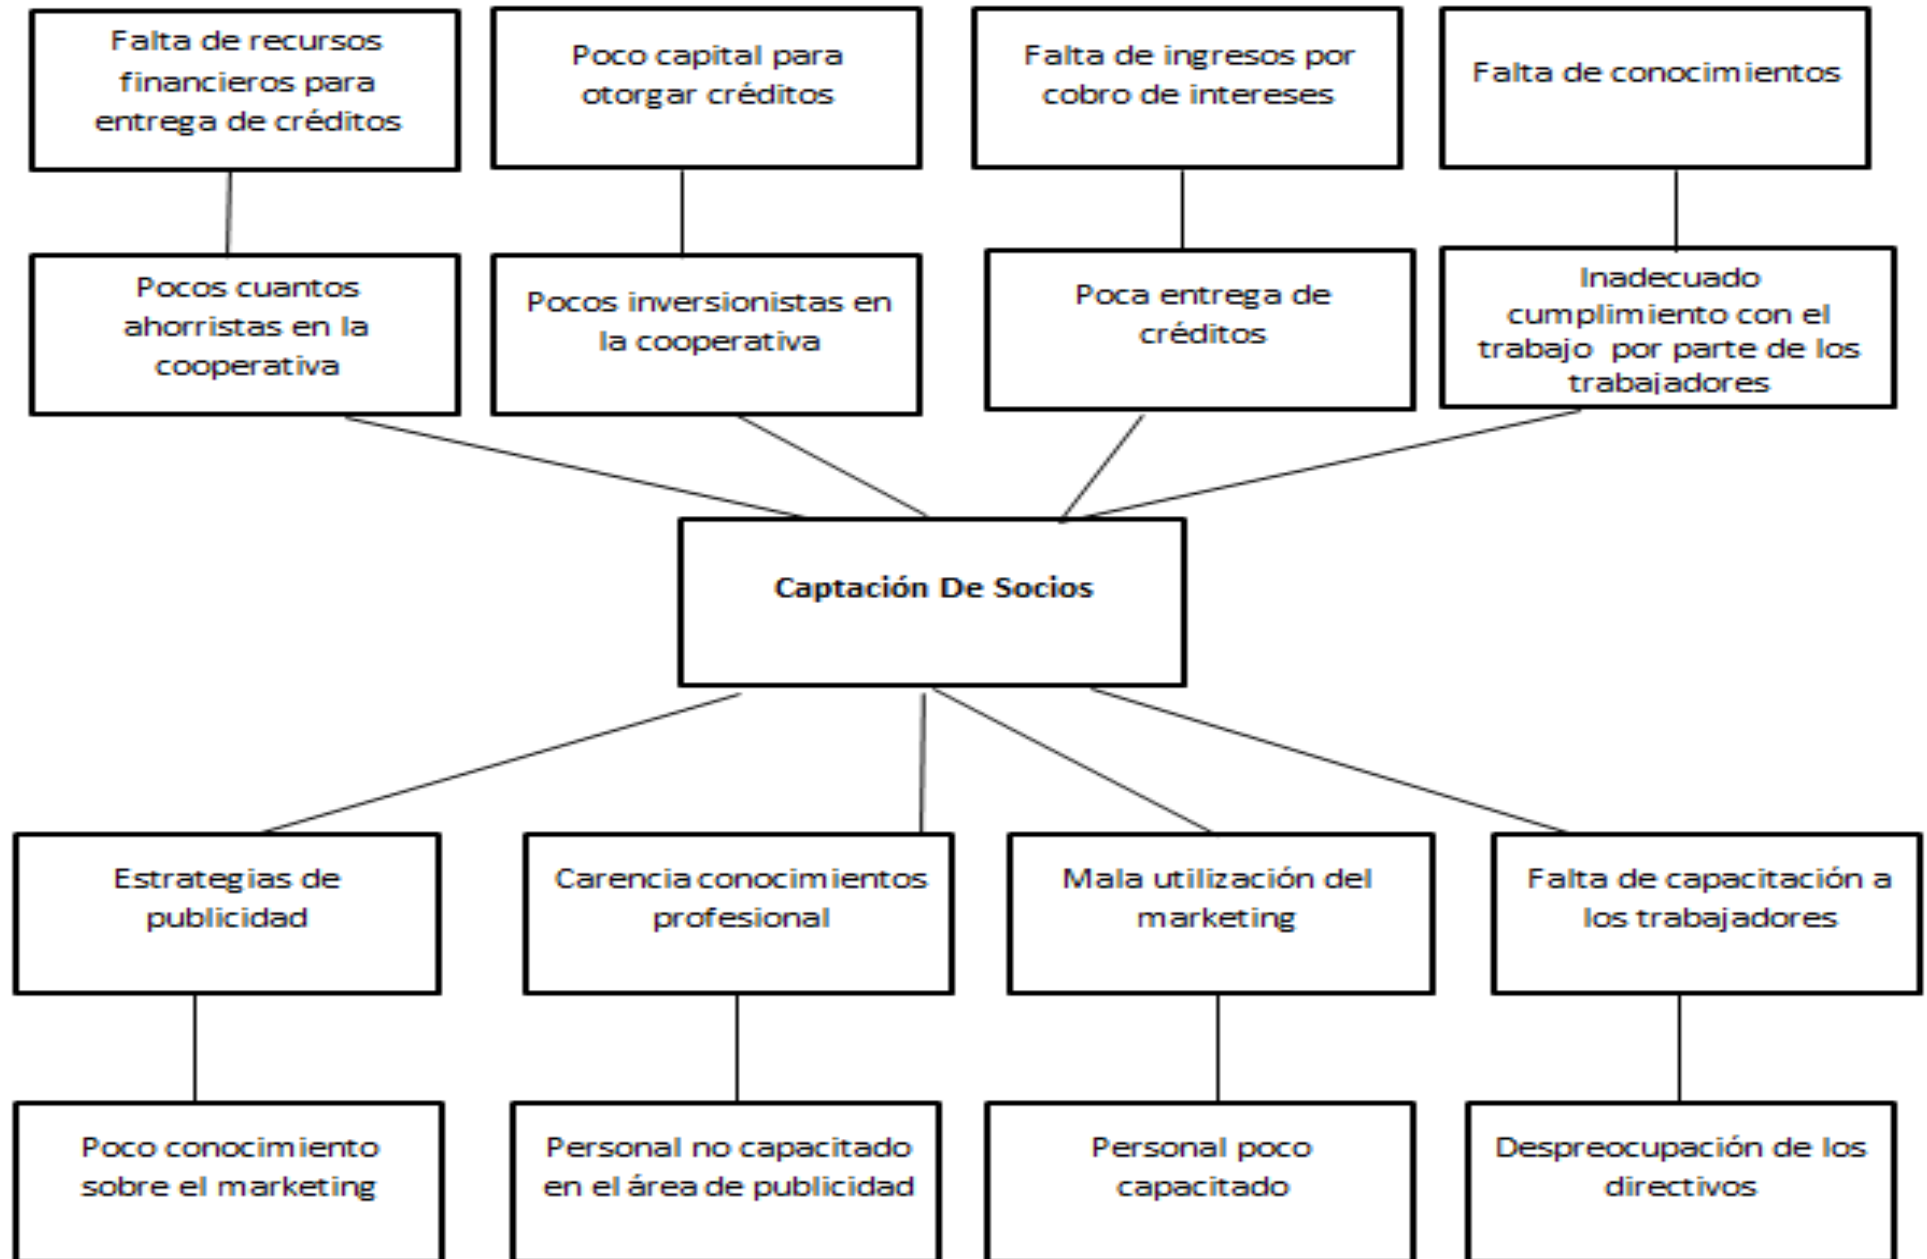 Falta de recursos
financieros para
entrega de créditos
Poco capital para
otorgar créditos
Falta de ingresos por
cobro de intereses
Falta de conocimientos
Pocos cuantos
ahorristas en la
cooperativa
Pocos inversionistas en
la cooperativa
Poca entrega de
créditos
Inadecuado
cumplimiento con el
trabajo por parte de los
trabajadores
Captación De Socios
Estrategias de
publicidad
Carencia conocimientos
profesional
Mala utilización del
marketing
Falta de capacitación a
los trabajadores
Poco conocimiento
sobre el marketing
Personal no capacitado
en el área de publicidad
Personal poco
capacitado
Despreocupación de los
directivos